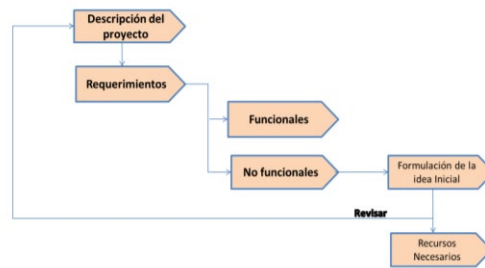 Descripción del
proyecto
Requerimientos
Funcionales
No funcionales
Formulación de la
idea Inicial
Revisar
Recursos
Necesarios